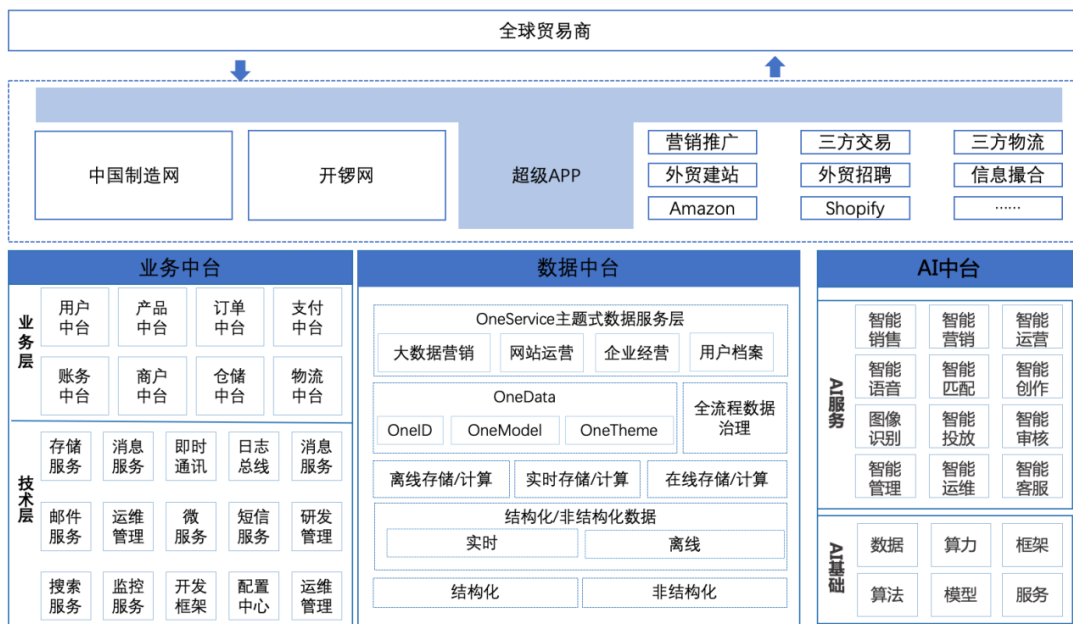 全球贸易商
中国制造网
开锣网
超级APP
营销推广
三方交易
三方物流
外贸建站
外贸招聘
信息撮合
Amazon
Shopify
······
业务中台
业务层
用户
中台
产品
中台
订单
中台
支付
中台
账务
中台
商户
中台
仓储
中台
物流
中台
技术层
存储
服务
消息
服务
即时
通讯
日志
总线
消息
服务
邮件
服务
运维
管理
微
服务
短信
服务
研发
管理
搜索
服务
监控
服务
开发
框架
配置
中心
运维
管理
数据中台
OneService主题式数据服务层
大数据营销
网站运营
企业经营
用户档案
OneData
OneID
OneModel
OneTheme
全流程数据
治理
离线存储/计算
实时存储/计算
在线存储/计算
结构化/非结构化数据
实时
离线
结构化
非结构化
AI中台
AI服务
智能
销售
智能
营销
智能
运营
智能
语音
智能
匹配
智能
创作
图像
识别
智能
投放
智能
审核
智能
管理
智能
运维
智能
客服
AI基础
数据
算力
框架
算法
模型
服务